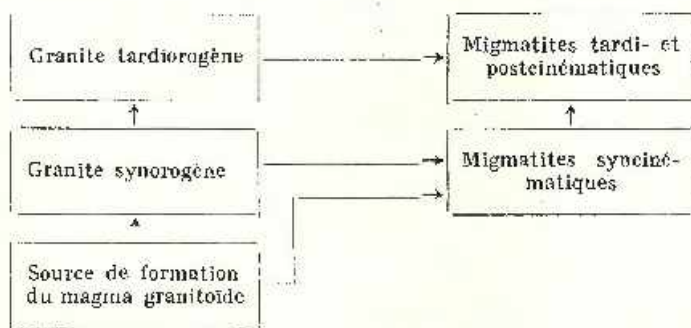 Granite tardiorogène
Migmatites tardi- et
postcinématiques
Granite synorogène
Migmatites synciné-
matiques
Source de formation
du magma granitoïde